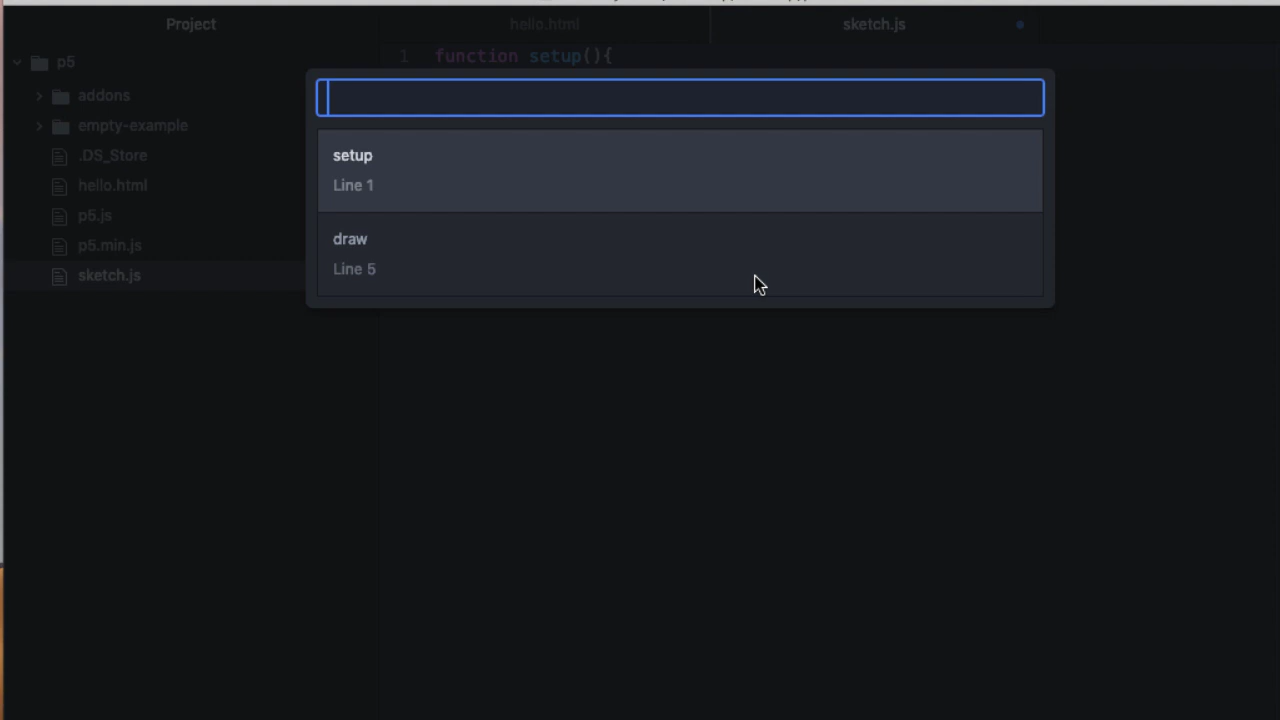 Project
hello.html
sketch.js
p5
addons
empty-example
.DS_Store
hello.html
p5.js
p5.min.js
sketch.js
1 function setup(){
setup
Line 1
draw
Line 5